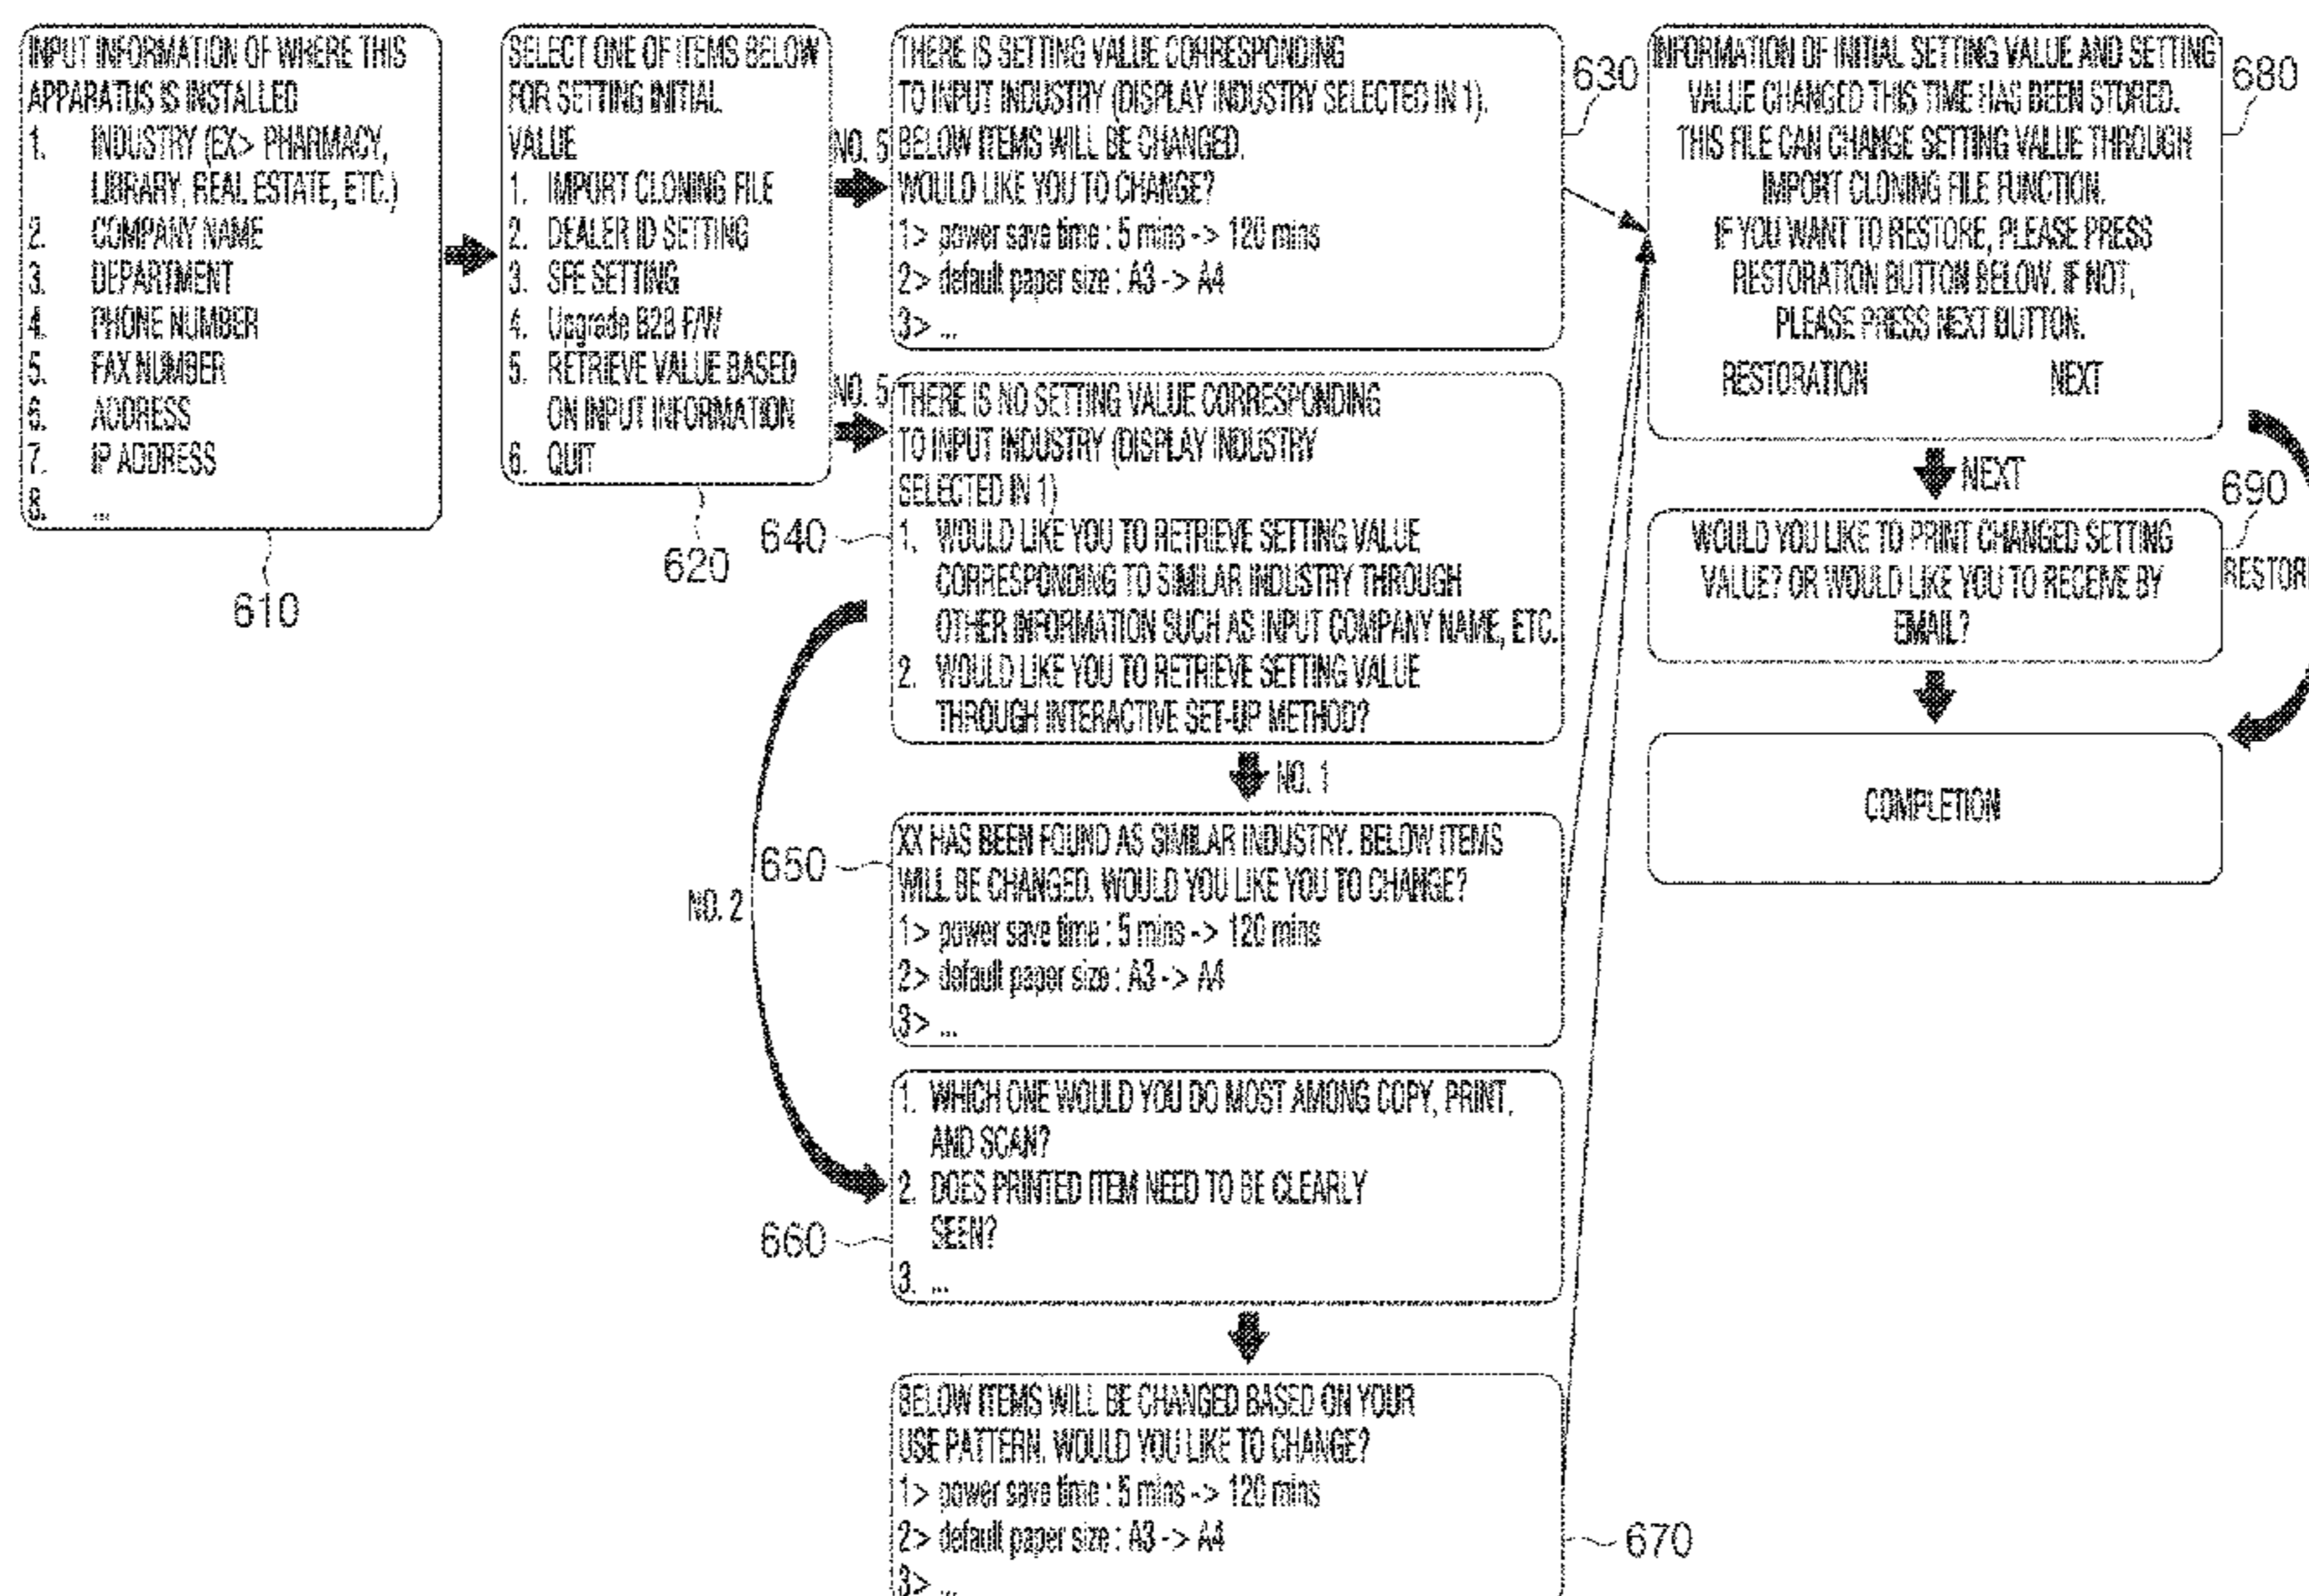 INPUT INFORMATION OF WHERE THIS
APPARATUS IS INSTALLED
1. INDUSTRY (EX> PHARMACY,
LIBRARY, REAL ESTATE, ETC.)
2. COMPANY NAME
3. DEPARTMENT
4. PHONE NUMBER
5. FAX NUMBER
6. ADDRESS
7. IP ADDRESS
8. ...
610
SELECT ONE OF ITEMS BELOW
FOR SETTING INITIAL
VALUE
1. IMPORT CLONING FILE
2. DEALER ID SETTING
3. SFE SETTING
4. Upgrade B2B F/W
5. RETRIEVE VALUE BASED
ON INPUT INFORMATION
6. QUIT
620
NO. 5
NO. 5
THERE IS SETTING VALUE CORRESPONDING
TO INPUT INDUSTRY (DISPLAY INDUSTRY SELECTED IN 1).
BELOW ITEMS WILL BE CHANGED.
WOULD LIKE YOU TO CHANGE?
1> power save time : 5 mins -> 120 mins
2> default paper size : A3 -> A4
3> ...
630
THERE IS NO SETTING VALUE CORRESPONDING
TO INPUT INDUSTRY (DISPLAY INDUSTRY
SELECTED IN 1)
1. WOULD LIKE YOU TO RETRIEVE SETTING VALUE
CORRESPONDING TO SIMILAR INDUSTRY THROUGH
OTHER INFORMATION SUCH AS INPUT COMPANY NAME, ETC.
2. WOULD LIKE YOU TO RETRIEVE SETTING VALUE
THROUGH INTERACTIVE SET-UP METHOD?
640
NO. 1
NO. 2
XX HAS BEEN FOUND AS SIMILAR INDUSTRY. BELOW ITEMS
WILL BE CHANGED. WOULD YOU LIKE YOU TO CHANGE?
1> power save time : 5 mins -> 120 mins
2> default paper size : A3 -> A4
3> ...
650
1. WHICH ONE WOULD YOU DO MOST AMONG COPY, PRINT,
AND SCAN?
2. DOES PRINTED ITEM NEED TO BE CLEARLY
SEEN?
3. ...
660
BELOW ITEMS WILL BE CHANGED BASED ON YOUR
USE PATTERN. WOULD YOU LIKE TO CHANGE?
1> power save time : 5 mins -> 120 mins
2> default paper size : A3 -> A4
3> ...
670
INFORMATION OF INITIAL SETTING VALUE AND SETTING
VALUE CHANGED THIS TIME HAS BEEN STORED.
THIS FILE CAN CHANGE SETTING VALUE THROUGH
IMPORT CLONING FILE FUNCTION.
IF YOU WANT TO RESTORE, PLEASE PRESS
RESTORATION BUTTON BELOW. IF NOT,
PLEASE PRESS NEXT BUTTON.
RESTORATION NEXT
680
NEXT
WOULD YOU LIKE TO PRINT CHANGED SETTING
VALUE? OR WOULD LIKE YOU TO RECEIVE BY
EMAIL?
690
COMPLETION